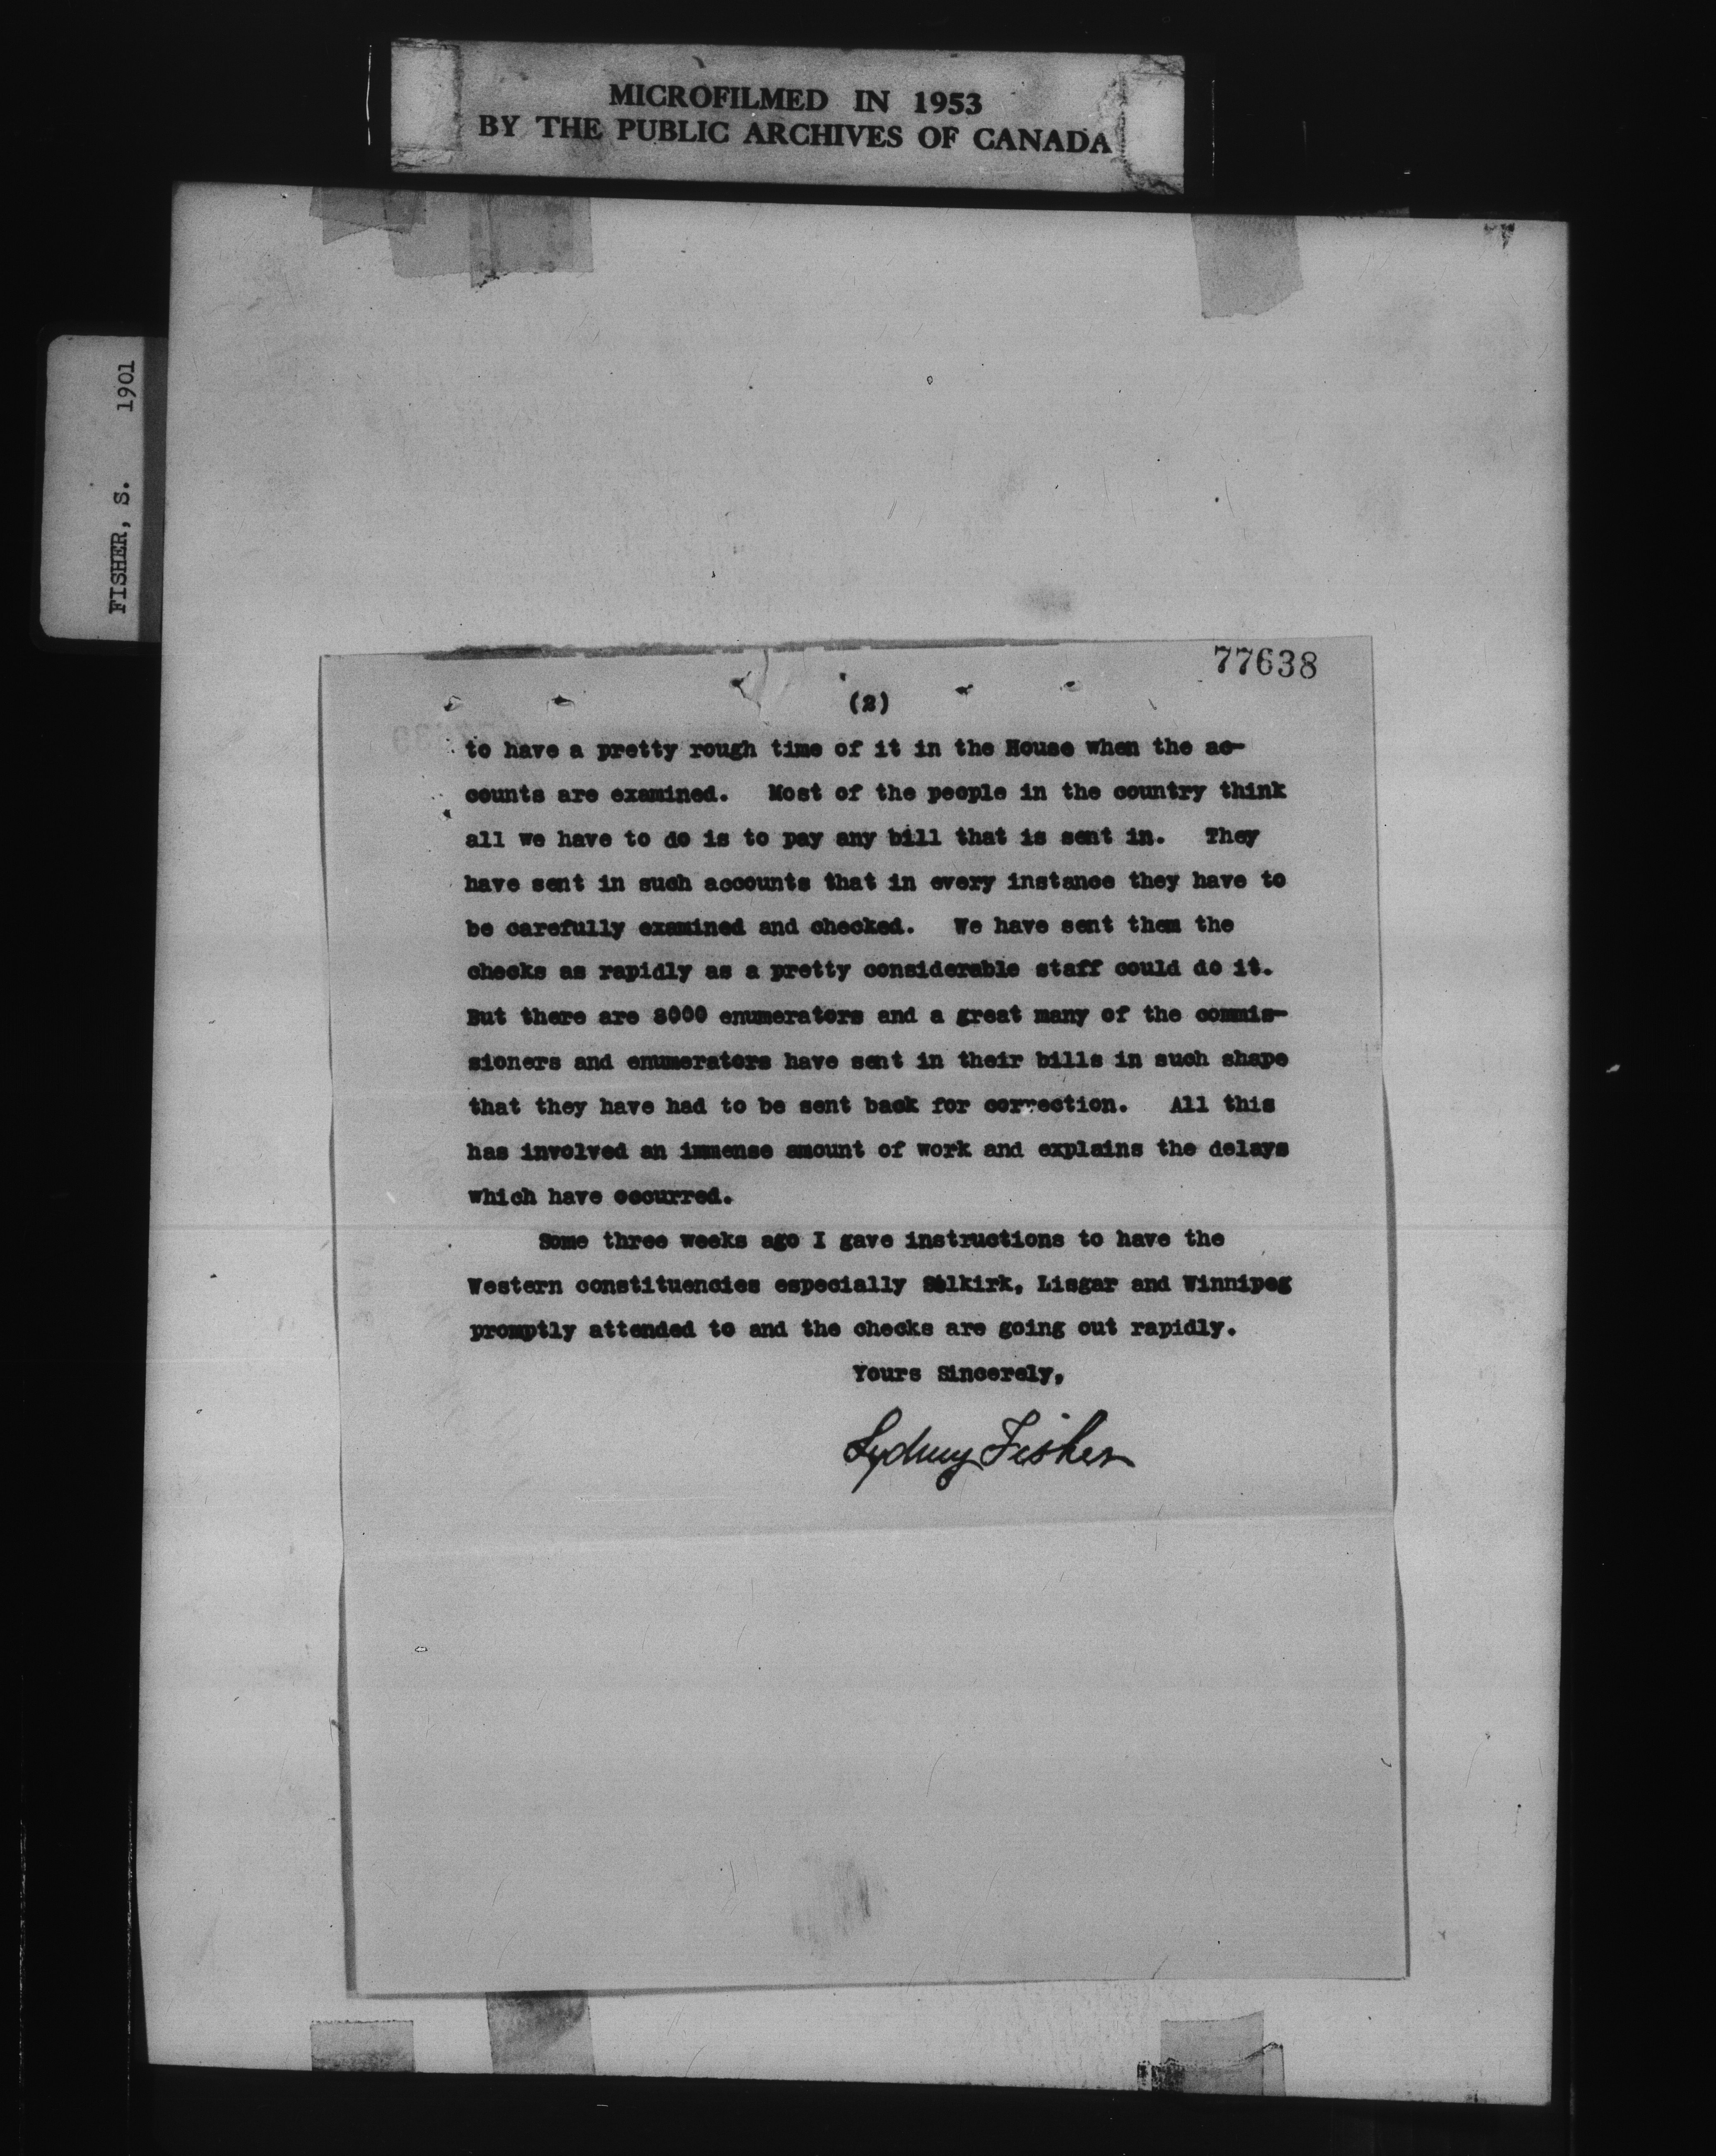 MICROFILMED IN 1953
BY THE PUBLIC ARCHIVES OF CANADA
FISHER, S. 1901
77638
(2)
to have a pretty rough time of it in the House when the ac-
counts are examined. Most of the people in the country think
all we have to do is to pay any bill that is sent in. They
have sent in such accounts that in every instance they have to
be carefully examined and checked. We have sent them the
checks as rapidly as a pretty considerable staff could do it.
But there are 8000 enumerators and a great many of the commis-
sioners and enumerators have sent in their bills in such shape
that they have had to be sent back for correction. All this
has involved an immense amount of work and explains the delays
which have occurred.
Some three weeks ago I gave instructions to have the
Western constituencies especially Selkirk, Lisgar and Winnipeg
promptly attended to and the checks are going out rapidly.
Yours Sincerely,
Sydney Fisher